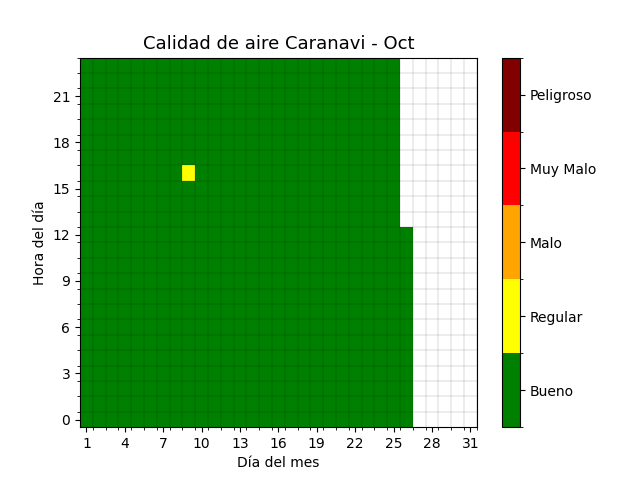 Calidad de aire Caranavi - Oct
Hora del día
21
18
15
12
9
6
3
0
1 4 7 10 13 16 19 22 25 28 31
Día del mes
Peligroso
Muy Malo
Malo
Regular
Bueno